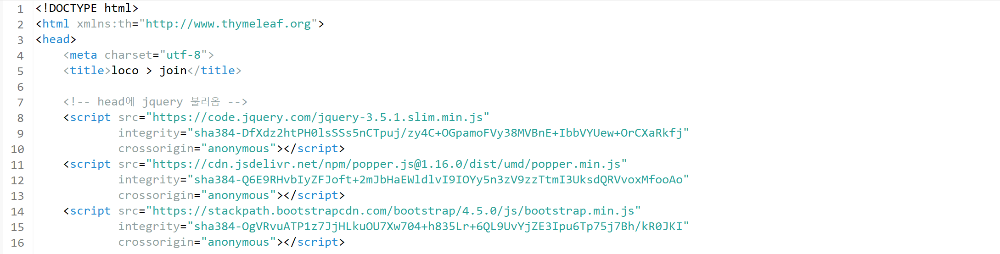 1 <!DOCTYPE html>
2 <html xmlns:th="http://www.thymeleaf.org">
3 <head>
4 <meta charset="utf-8">
5 <title>loco > join</title>
6
7 <!-- head에 jquery 불러옴 -->
8 <script src="https://code.jquery.com/jquery-3.5.1.slim.min.js"
9 integrity="sha384-DfXdz2htPH0lsSSs5nCTpuj/zy4C+OGpamoFVy38MVBnE+IbbVYUew+OrCXaRkfj"
10 crossorigin="anonymous"></script>
11 <script src="https://cdn.jsdelivr.net/npm/popper.js@1.16.0/dist/umd/popper.min.js"
12 integrity="sha384-Q6E9RHvbIyZFJoft+2mJbHaEWldlvI9IOYy5n3zV9zzTtmI3UksdQRVvoxMfooAo"
13 crossorigin="anonymous"></script>
14 <script src="https://stackpath.bootstrapcdn.com/bootstrap/4.5.0/js/bootstrap.min.js"
15 integrity="sha384-OgVRvuATP1z7JjHLkuOU7Xw704+h835Lr+6QL9UvYjZE3Ipu6Tp75j7Bh/kR0JKI"
16 crossorigin="anonymous"></script>